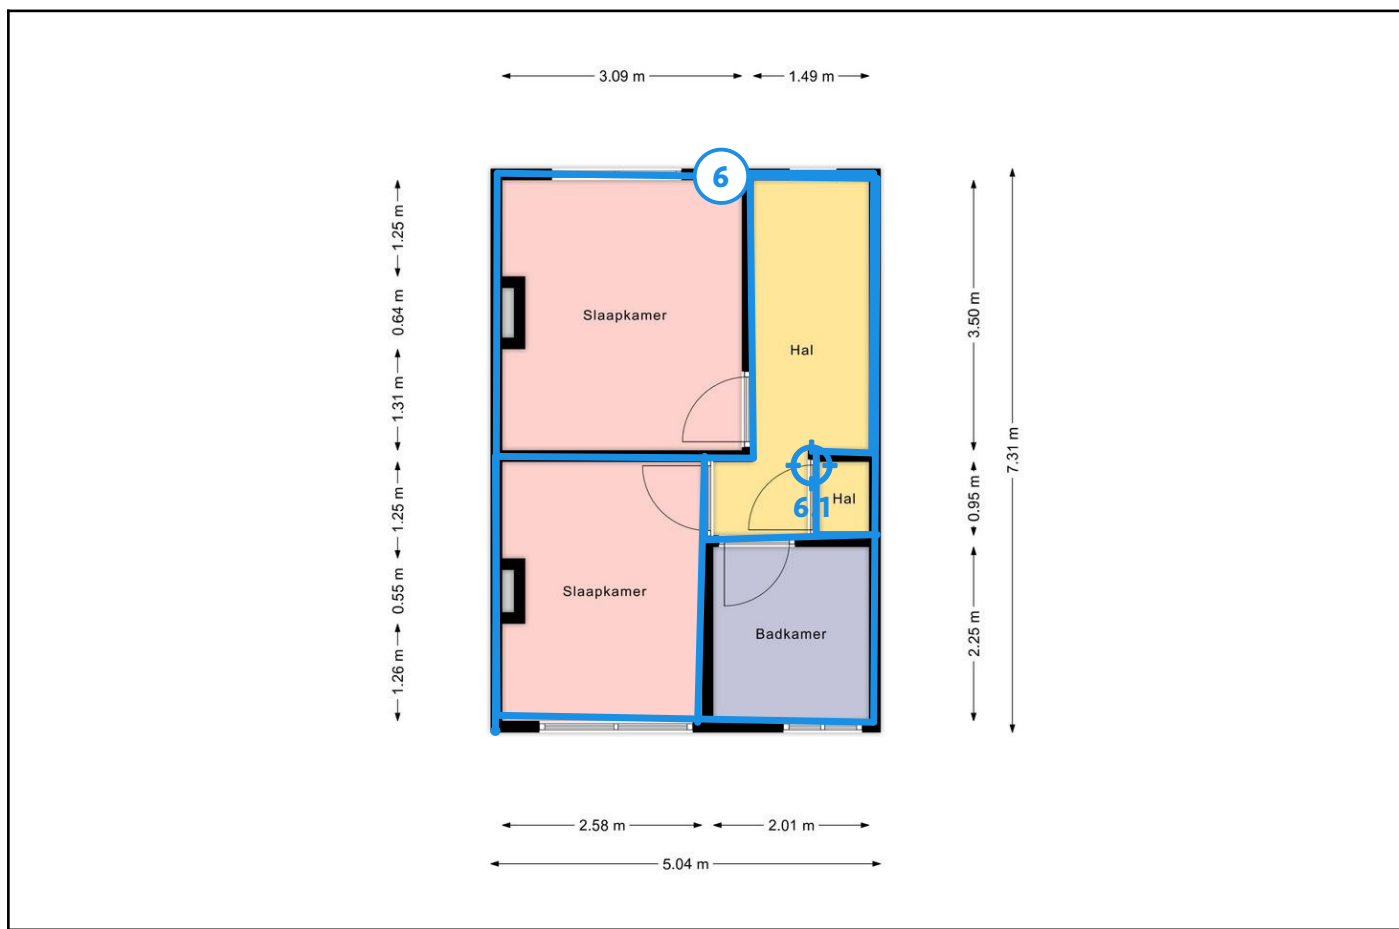 3.09 m
1.49 m
6
1.25 m
0.64 m
1.31 m
1.25 m
0.55 m
1.26 m
Slaapkamer
Hal
3.50 m
7.31 m
0.95 m
2.25 m
6.1
Hal
Slaapkamer
Badkamer
2.58 m
2.01 m
5.04 m